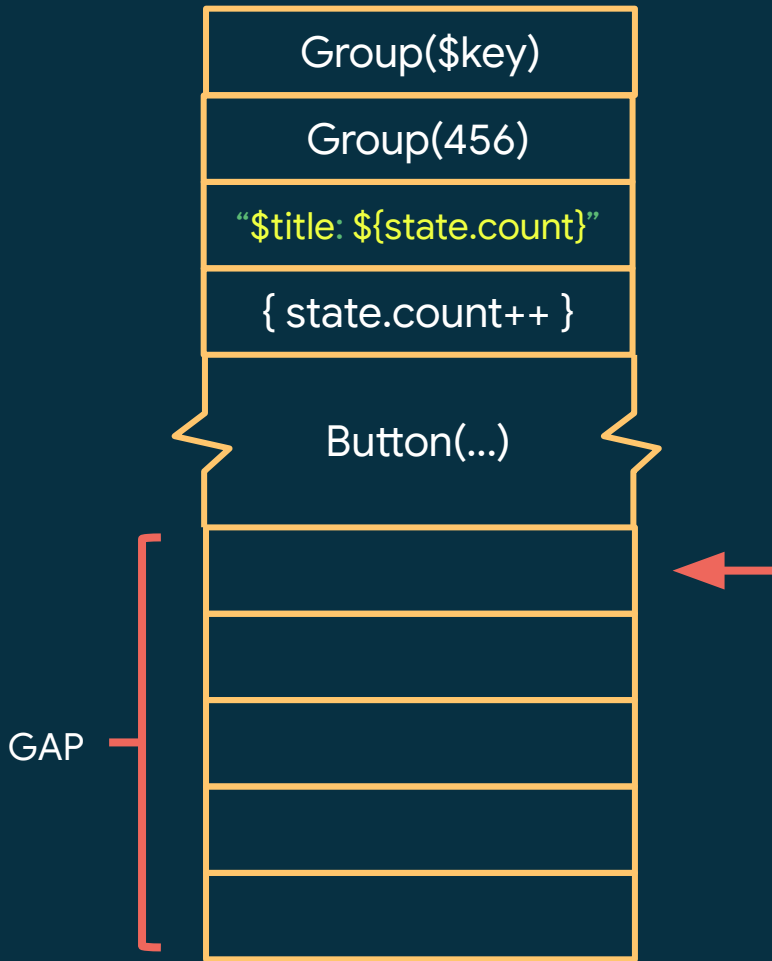 Group($key)
Group(456)
“$title: ${state.count}”
{ state.count++ }
Button(...)
GAP